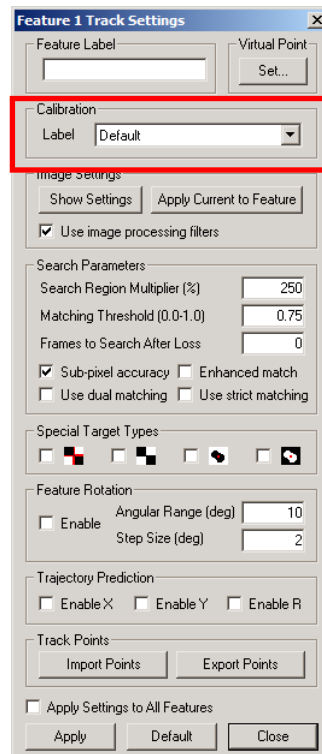 Feature 1 Track Settings
Feature Label
Virtual Point
Set...
Calibration
Label Default
Image Settings
Show Settings Apply Current to Feature
Use image processing filters
Search Parameters
Search Region Multiplier (%) 250
Matching Threshold (0.0-1.0) 0.75
Frames to Search After Loss 0
Sub-pixel accuracy Enhanced match
Use dual matching Use strict matching
Special Target Types
Feature Rotation
Enable
Angular Range (deg) 10
Step Size (deg) 2
Trajectory Prediction
Enable X Enable Y Enable R
Track Points
Import Points Export Points
Apply Settings to All Features
Apply Default Close